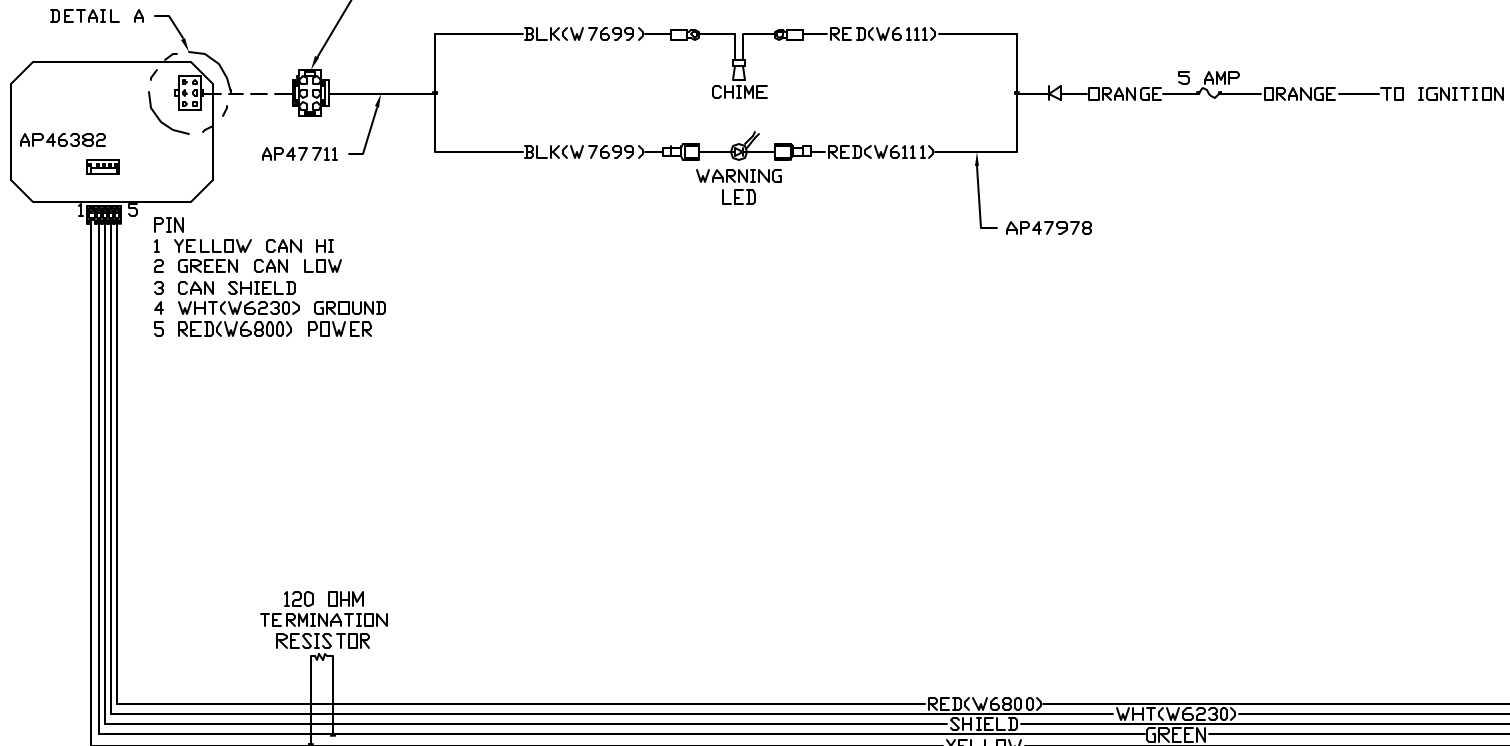 DETAIL A
BLK(W7699)
RED(W6111)
CHIME
5 AMP
ORANGE
ORANGE
TO IGNITION
AP46382
AP47711
BLK(W7699)
RED(W6111)
WARNING
LED
AP47978
1
5
PIN
1 YELLOW CAN HI
2 GREEN CAN LOW
3 CAN SHIELD
4 WHT(W6230) GROUND
5 RED(W6800) POWER
120 OHM
TERMINATION
RESISTOR
RED(W6800)
WHT(W6230)
SHIELD
GREEN
YELLOW